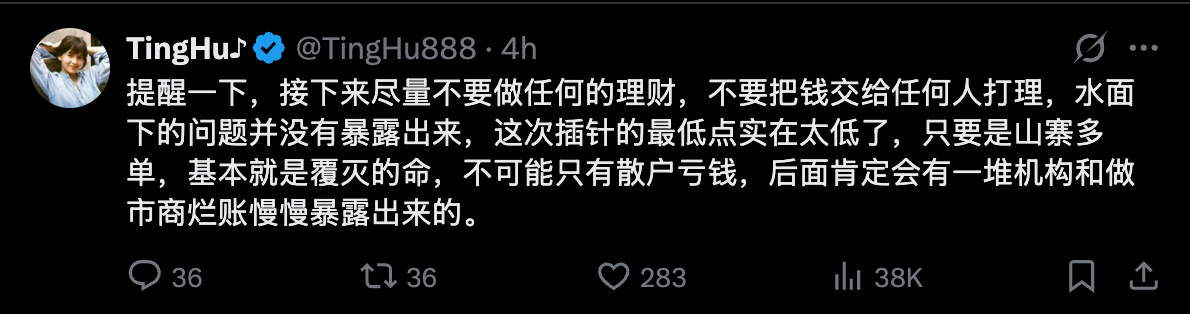 TingHu♪ @TingHu888 · 4h
提醒一下，接下来尽量不要做任何的理财，不要把钱交给任何人打理，水面
下的问题并没有暴露出来，这次插针的最低点实在太低了，只要是山寨多
单，基本就是覆灭的命，不可能只有散户亏钱，后面肯定会有一堆机构和做
市商烂账慢慢暴露出来的。
36 36 283 38K